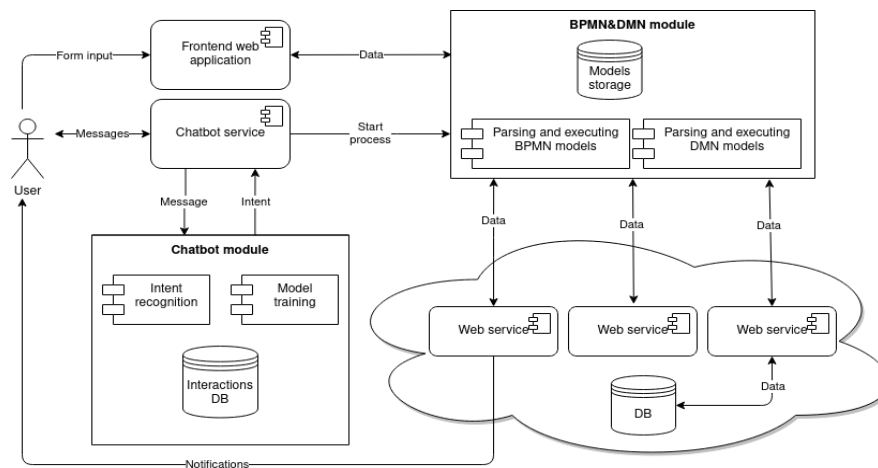 BPMN&DMN module
Frontend web
application
Form input
Data
Models
storage
Chatbot service
Messages
Start
process
Parsing and executing
BPMN models
Parsing and executing
DMN models
User
Message
Intent
Data
Data
Data
Chatbot module
Intent
recognition
Model
training
Web service
Web service
Web service
Interactions
DB
Data
DB
Notifications